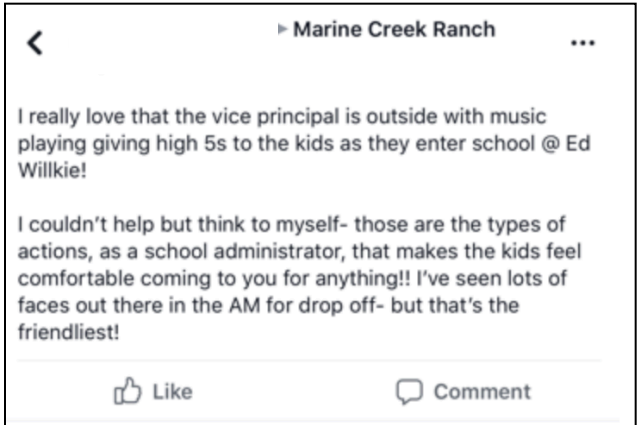 Marine Creek Ranch
I really love that the vice principal is outside with music
playing giving high 5s to the kids as they enter school @ Ed
Willkie!
I couldn't help but think to myself- those are the types of
actions, as a school administrator, that makes the kids feel
comfortable coming to you for anything!! I've seen lots of
faces out there in the AM for drop off- but that's the
friendliest!
Like Comment